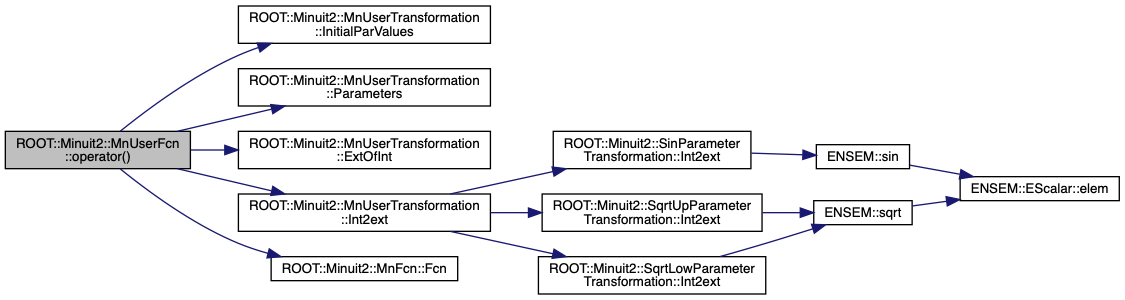 ROOT::Minuit2::MnUserFcn
::operator()
ROOT::Minuit2::MnUserTransformation
::InitialParValues
ROOT::Minuit2::MnUserTransformation
::Parameters
ROOT::Minuit2::MnUserTransformation
::ExtOfInt
ROOT::Minuit2::MnUserTransformation
::Int2ext
ROOT::Minuit2::MnFcn::Fcn
ROOT::Minuit2::SinParameter
Transformation::Int2ext
ROOT::Minuit2::SqrtUpParameter
Transformation::Int2ext
ROOT::Minuit2::SqrtLowParameter
Transformation::Int2ext
ENSEM::sin
ENSEM::sqrt
ENSEM::EScalar::elem